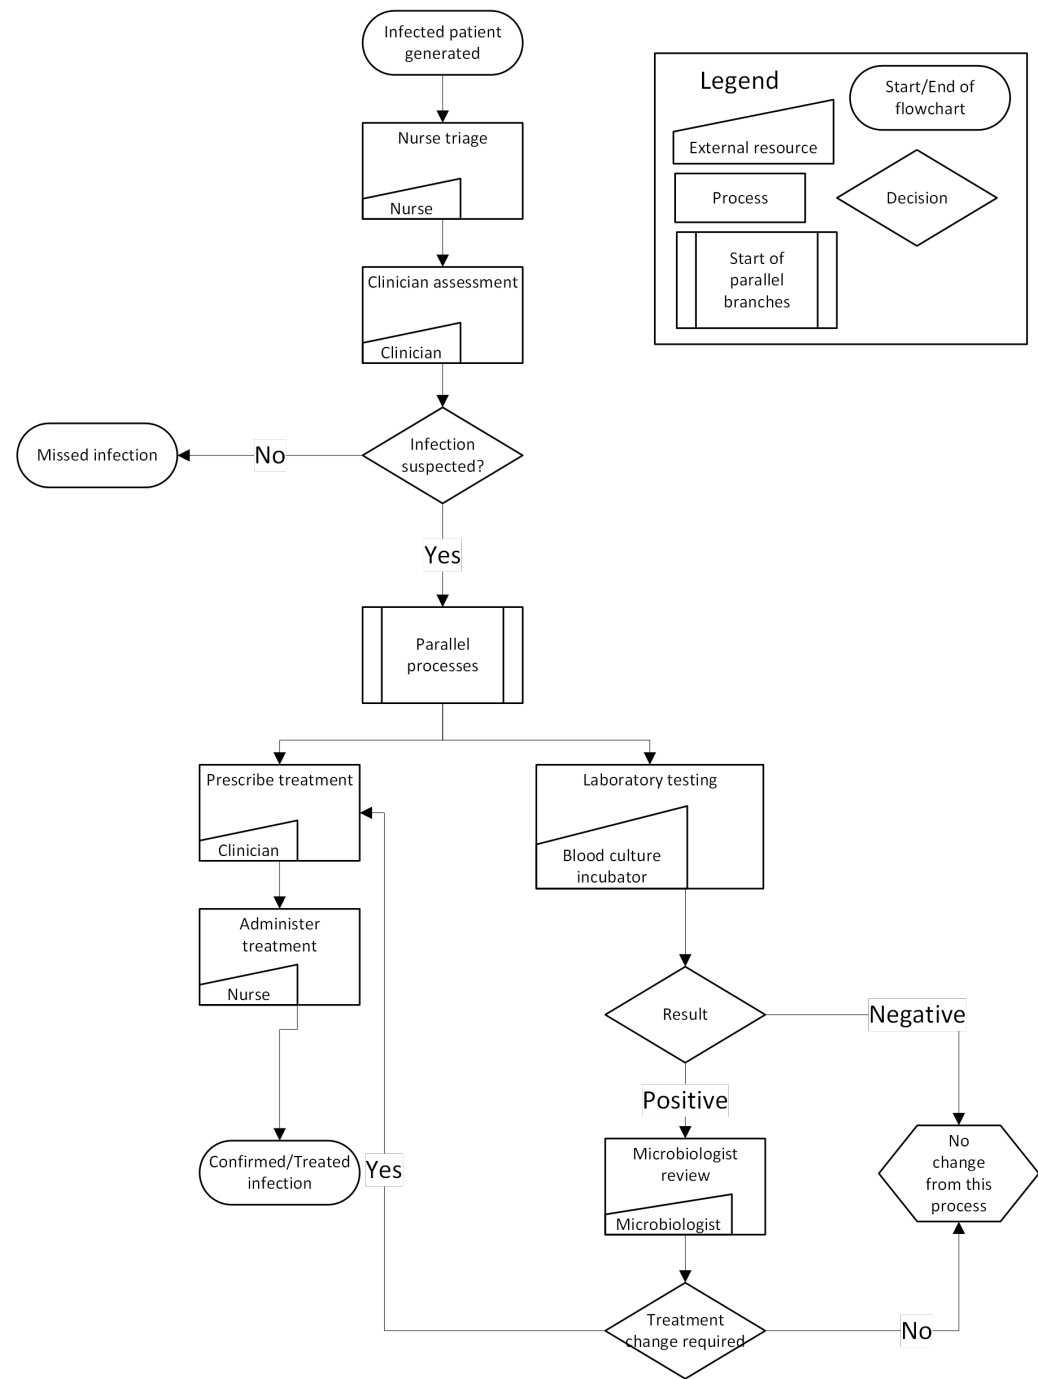 Infected patient
generated
Nurse triage
Nurse
Clinician assessment
Clinician
Infection
suspected?
No
Missed infection
Yes
Parallel
processes
Prescribe treatment
Clinician
Administer
treatment
Nurse
Confirmed/Treated
infection
Laboratory testing
Blood culture
incubator
Result
Negative
Positive
Microbiologist
review
Microbiologist
Treatment
change required
Yes
No
No
change
from this
process
Legend
External resource
Start/End of
flowchart
Process
Decision
Start of
parallel
branches